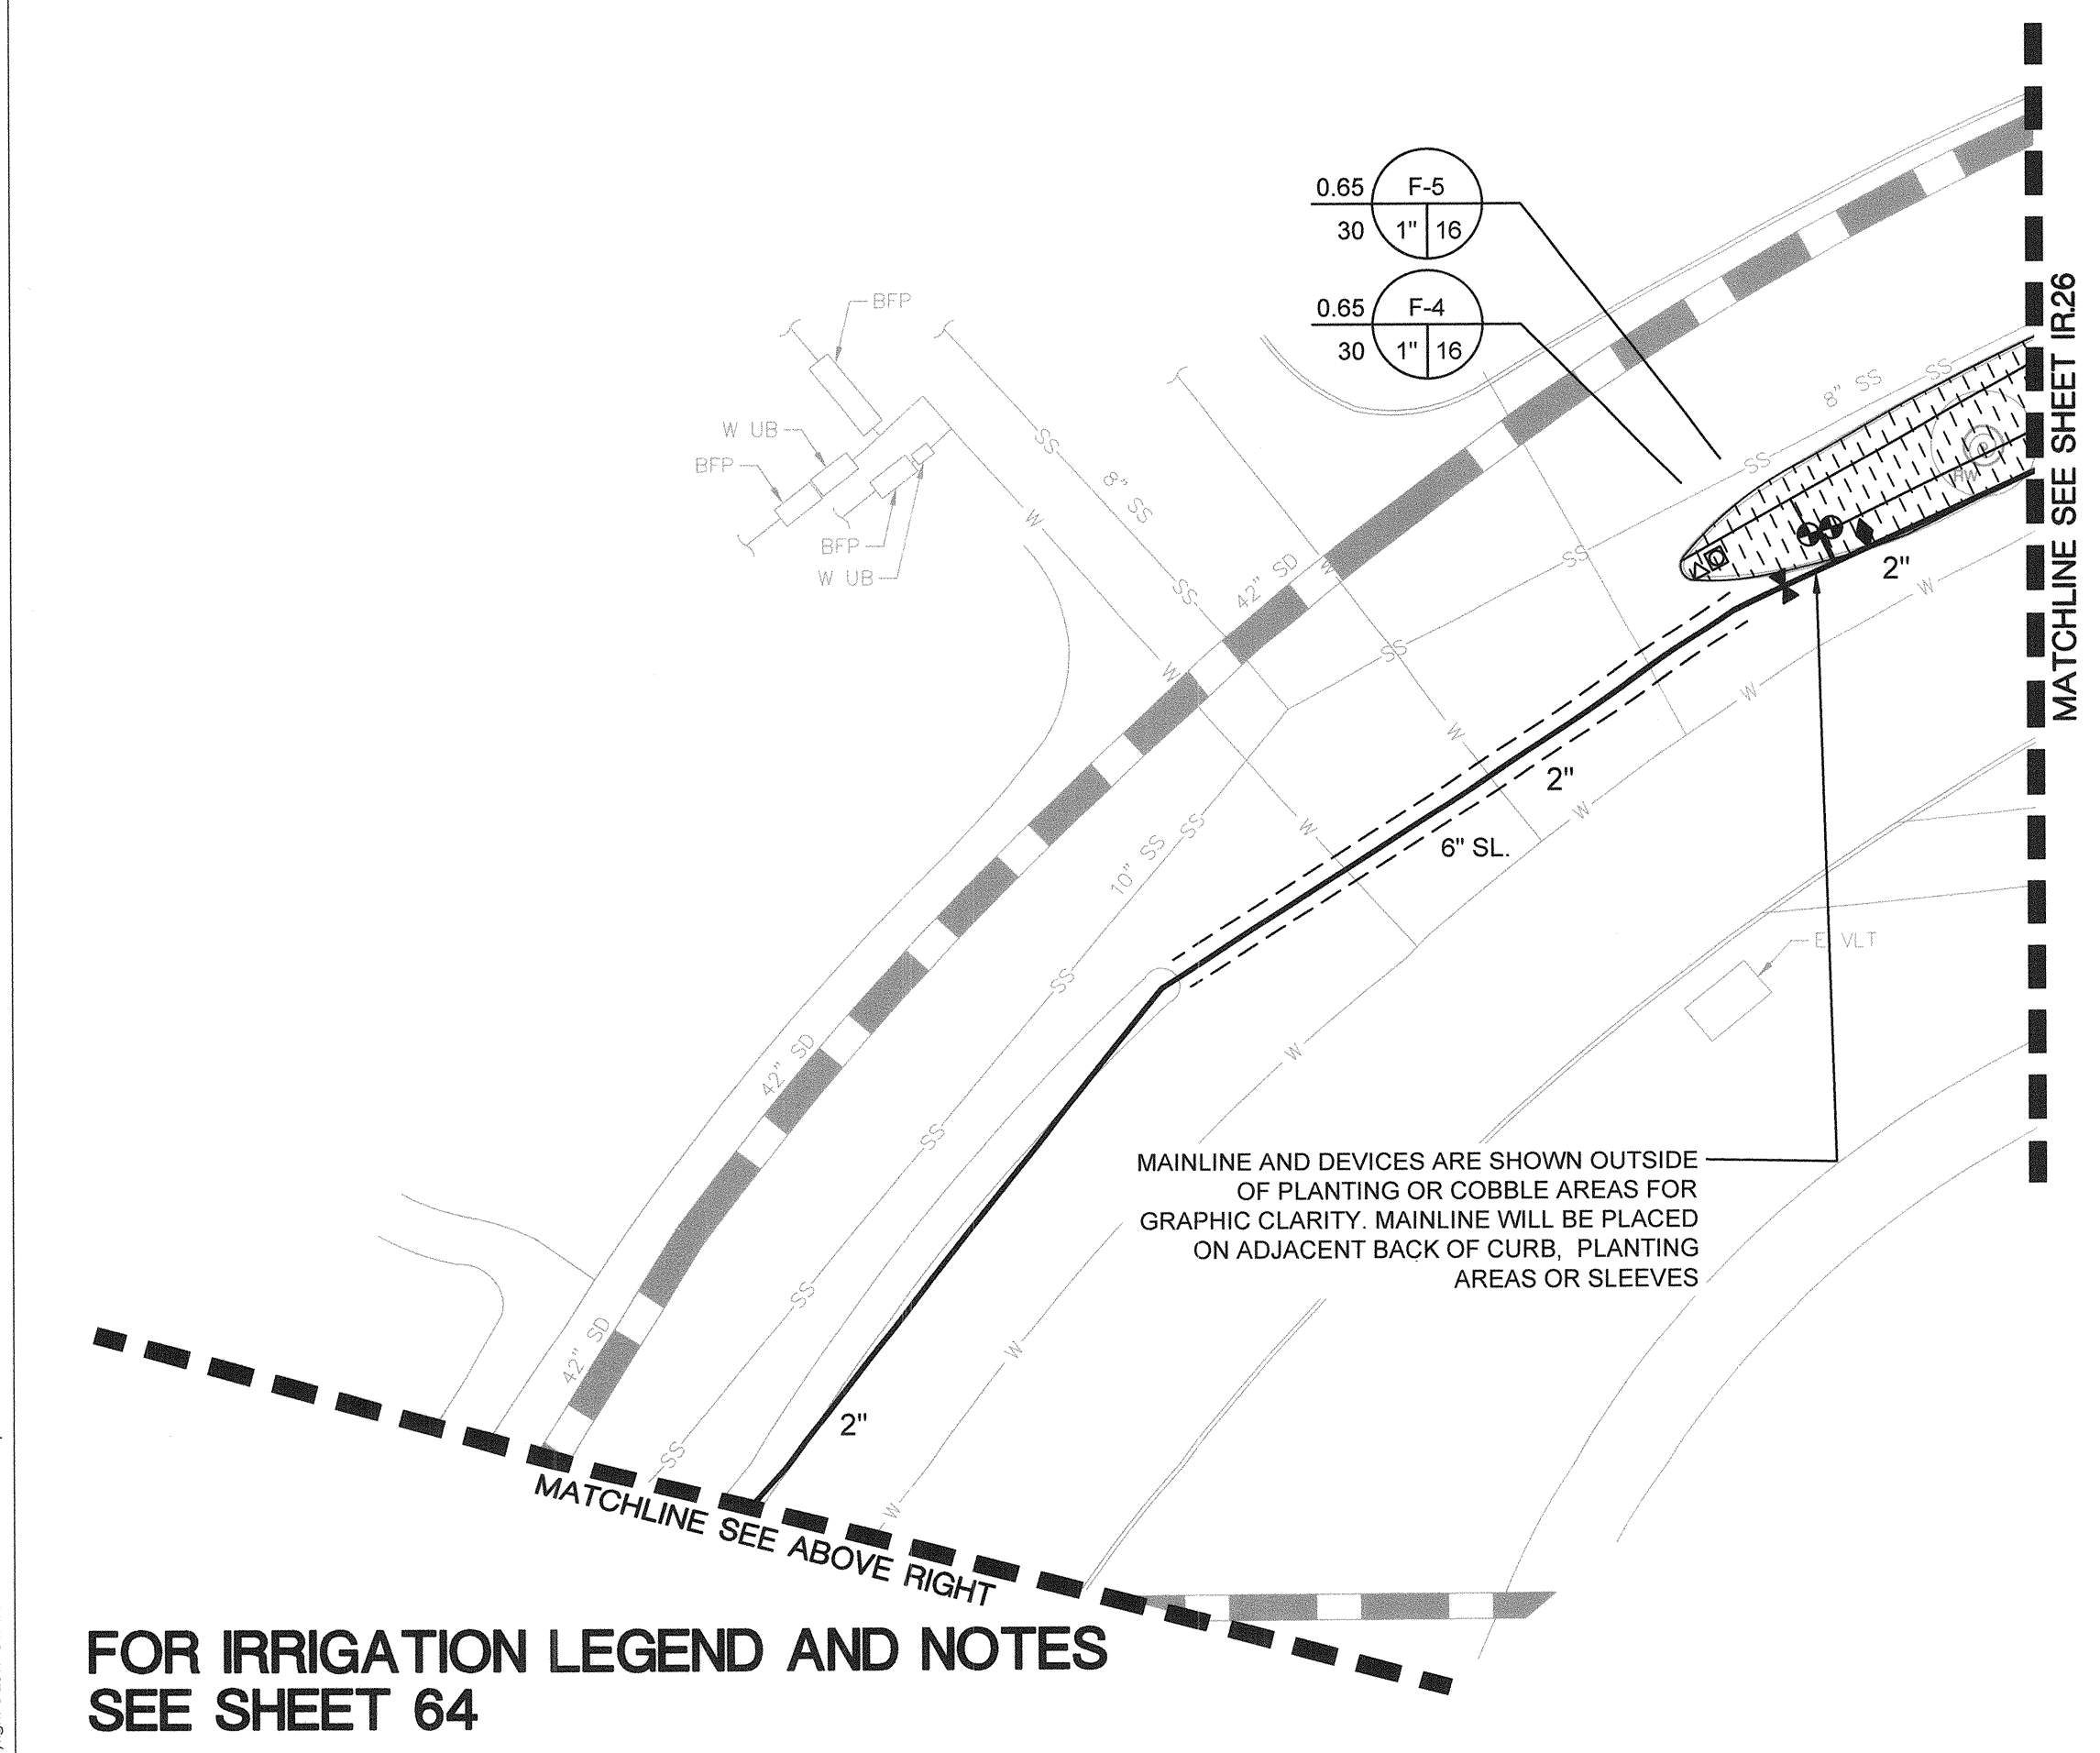 0.65 F-5
30 1" 16
0.65 F-4
30 1" 16
BFP
W UB
BFP
BFP
W UB
8" SS
SS
SS
W
W
42" SD
W
SS
SS
SS
8" SS
SS
RW
2"
W
W
W
W
W
MATCHLINE SEE SHEET IR.26
2"
6" SL.
10" SS
SS
SS
SS
SS
SS
E VLT
W
W
W
42" SD
42" SD
MAINLINE AND DEVICES ARE SHOWN OUTSIDE
OF PLANTING OR COBBLE AREAS FOR
GRAPHIC CLARITY. MAINLINE WILL BE PLACED
ON ADJACENT BACK OF CURB, PLANTING
AREAS OR SLEEVES
2"
MATCHLINE SEE ABOVE RIGHT
FOR IRRIGATION LEGEND AND NOTES
SEE SHEET 64